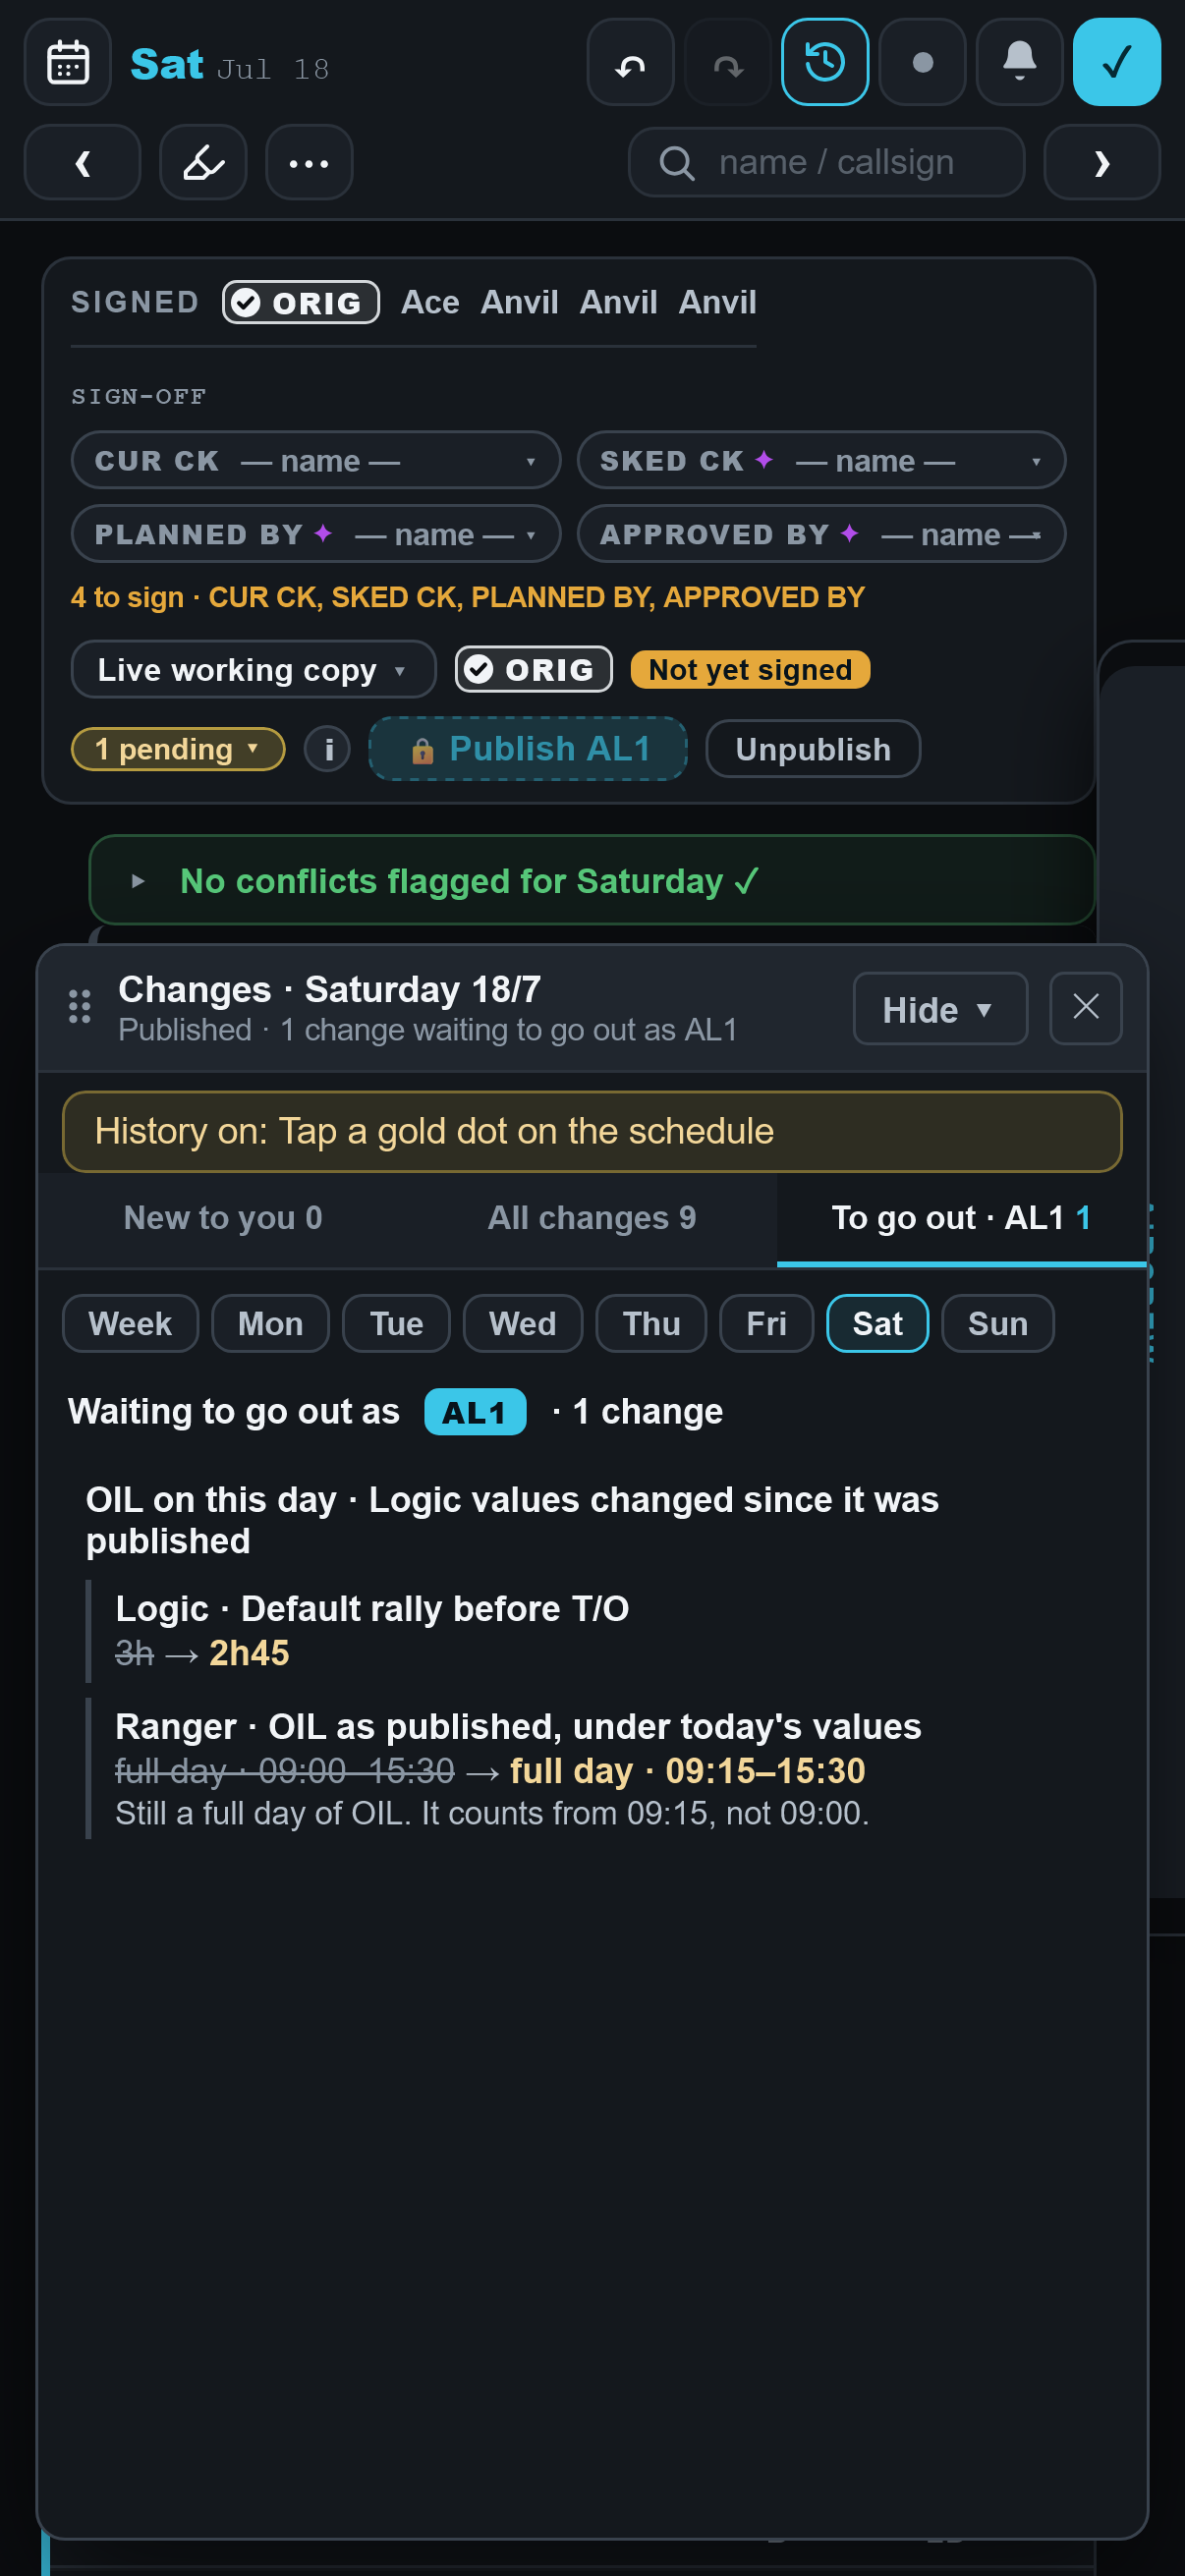 Sat Jul 18
name / callsign
SIGNED ORIG Ace Anvil Anvil Anvil
SIGN-OFF
CUR CK — name —
SKED CK — name —
PLANNED BY — name —
APPROVED BY — name —
4 to sign · CUR CK, SKED CK, PLANNED BY, APPROVED BY
Live working copy ORIG Not yet signed
1 pending i Publish AL1 Unpublish
No conflicts flagged for Saturday ✓
Changes · Saturday 18/7
Published · 1 change waiting to go out as AL1
Hide
History on: Tap a gold dot on the schedule
New to you 0 All changes 9 To go out · AL1 1
Week Mon Tue Wed Thu Fri Sat Sun
Waiting to go out as AL1 · 1 change
OIL on this day · Logic values changed since it was
published
Logic · Default rally before T/O
3h → 2h45
Ranger · OIL as published, under today's values
full day · 09:00–15:30 → full day · 09:15–15:30
Still a full day of OIL. It counts from 09:15, not 09:00.